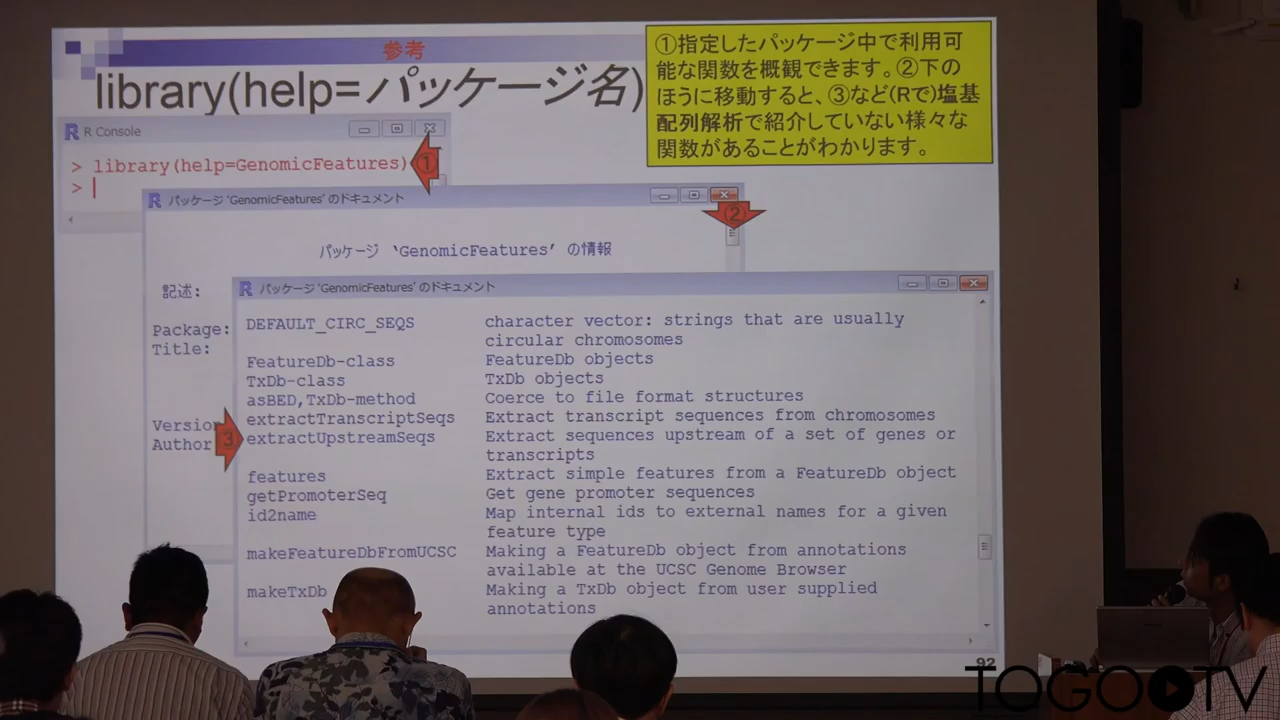 参考
library(help=パッケージ名)
①指定したパッケージ中で利用可
能な関数を概観できます。②下の
ほうに移動すると、③など(Rで)塩基
配列解析で紹介していない様々な
関数があることがわかります。
R Console
> library(help=GenomicFeatures)
①
>
パッケージ 'GenomicFeatures' のドキュメント
②
パッケージ ‘GenomicFeatures’ の情報
記述:
Package:
Title:
Versio
Author
パッケージ 'GenomicFeatures' のドキュメント
DEFAULT_CIRC_SEQS character vector: strings that are usually
circular chromosomes
FeatureDb-class FeatureDb objects
TxDb-class TxDb objects
asBED,TxDb-method Coerce to file format structures
extractTranscriptSeqs Extract transcript sequences from chromosomes
③
extractUpstreamSeqs Extract sequences upstream of a set of genes or
transcripts
features Extract simple features from a FeatureDb object
getPromoterSeq Get gene promoter sequences
id2name Map internal ids to external names for a given
feature type
makeFeatureDbFromUCSC Making a FeatureDb object from annotations
available at the UCSC Genome Browser
makeTxDb Making a TxDb object from user supplied
annotations
92
TOGOTV